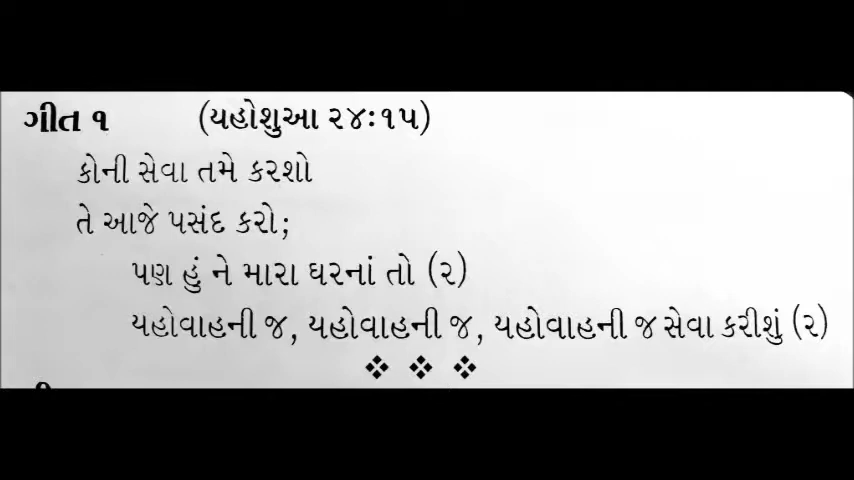 ગીત ૧ (યહોશુઆ ૨૪:૧૫)
કોની સેવા તમે કરશો
તે આજે પસંદ કરો;
પણ હું ને મારા ઘરનાં તો (૨)
યહોવાહની જ, યહોવાહની જ, યહોવાહની જ સેવા કરીશું (૨)